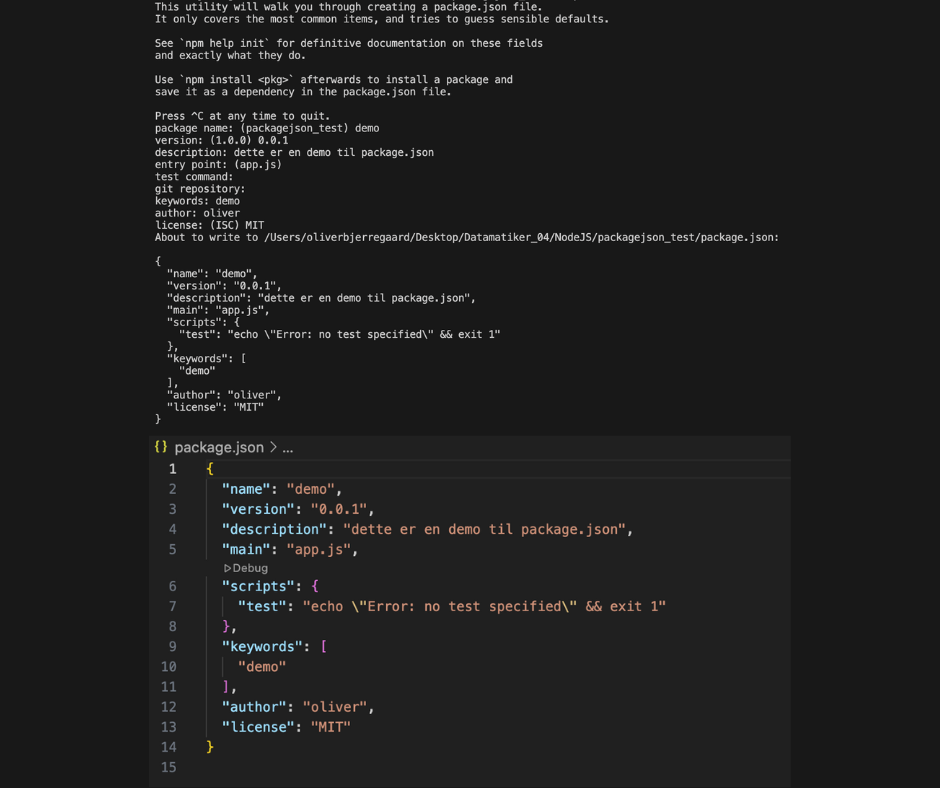 This utility will walk you through creating a package.json file.
It only covers the most common items, and tries to guess sensible defaults.
See `npm help init` for definitive documentation on these fields
and exactly what they do.
Use `npm install <pkg>` afterwards to install a package and
save it as a dependency in the package.json file.
Press ^C at any time to quit.
package name: (packagejson_test) demo
version: (1.0.0) 0.0.1
description: dette er en demo til package.json
entry point: (app.js)
test command:
git repository:
keywords: demo
author: oliver
license: (ISC) MIT
About to write to /Users/oliverbjerregaard/Desktop/Datamatiker_04/NodeJS/packagejson_test/package.json:
{
  "name": "demo",
  "version": "0.0.1",
  "description": "dette er en demo til package.json",
  "main": "app.js",
  "scripts": {
    "test": "echo \"Error: no test specified\" && exit 1"
  },
  "keywords": [
    "demo"
  ],
  "author": "oliver",
  "license": "MIT"
}
{} package.json > ...
1 {
2   "name": "demo",
3   "version": "0.0.1",
4   "description": "dette er en demo til package.json",
5   "main": "app.js",
▷Debug
6   "scripts": {
7     "test": "echo \"Error: no test specified\" && exit 1"
8   },
9   "keywords": [
10     "demo"
11   ],
12   "author": "oliver",
13   "license": "MIT"
14 }
15